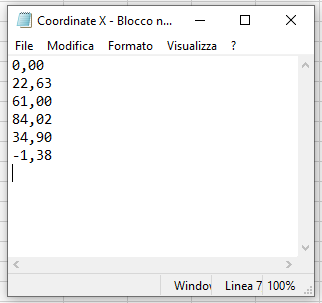 Coordinate X - Blocco n...
File Modifica Formato Visualizza ?
0,00
22,63
61,00
84,02
34,90
-1,38
Window Linea 7 100%